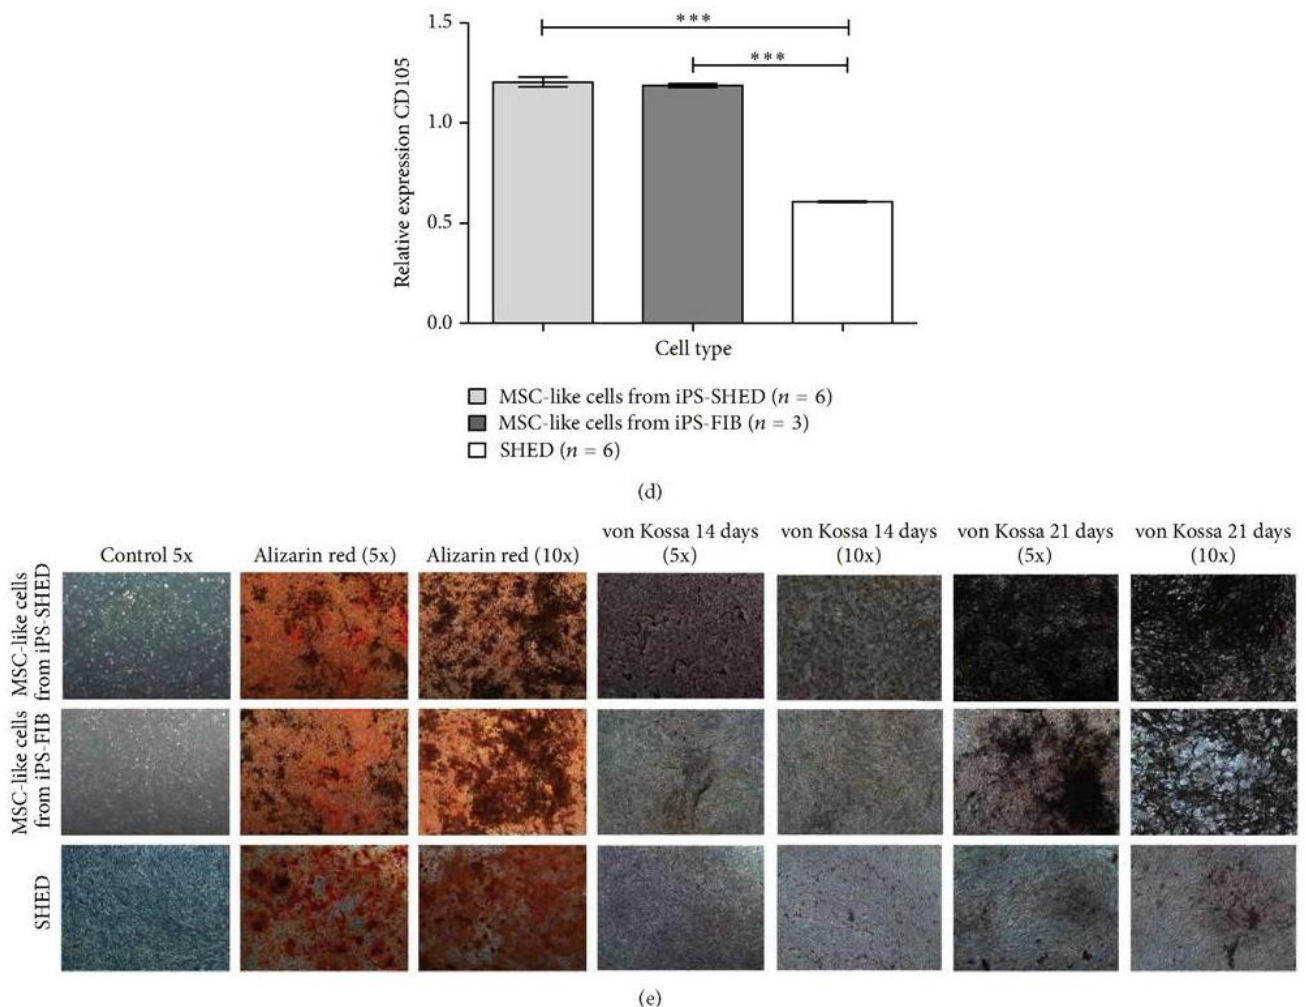 1.5
***
***
1.0
0.5
0.0
Relative expression CD105
Cell type
MSC-like cells from iPS-SHED (n = 6)
MSC-like cells from iPS-FIB (n = 3)
SHED (n = 6)
(d)
Control 5x
Alizarin red (5x)
Alizarin red (10x)
von Kossa 14 days
(5x)
von Kossa 14 days
(10x)
von Kossa 21 days
(5x)
von Kossa 21 days
(10x)
MSC-like cells
from iPS-SHED
MSC-like cells
from iPS-FIB
SHED
(e)